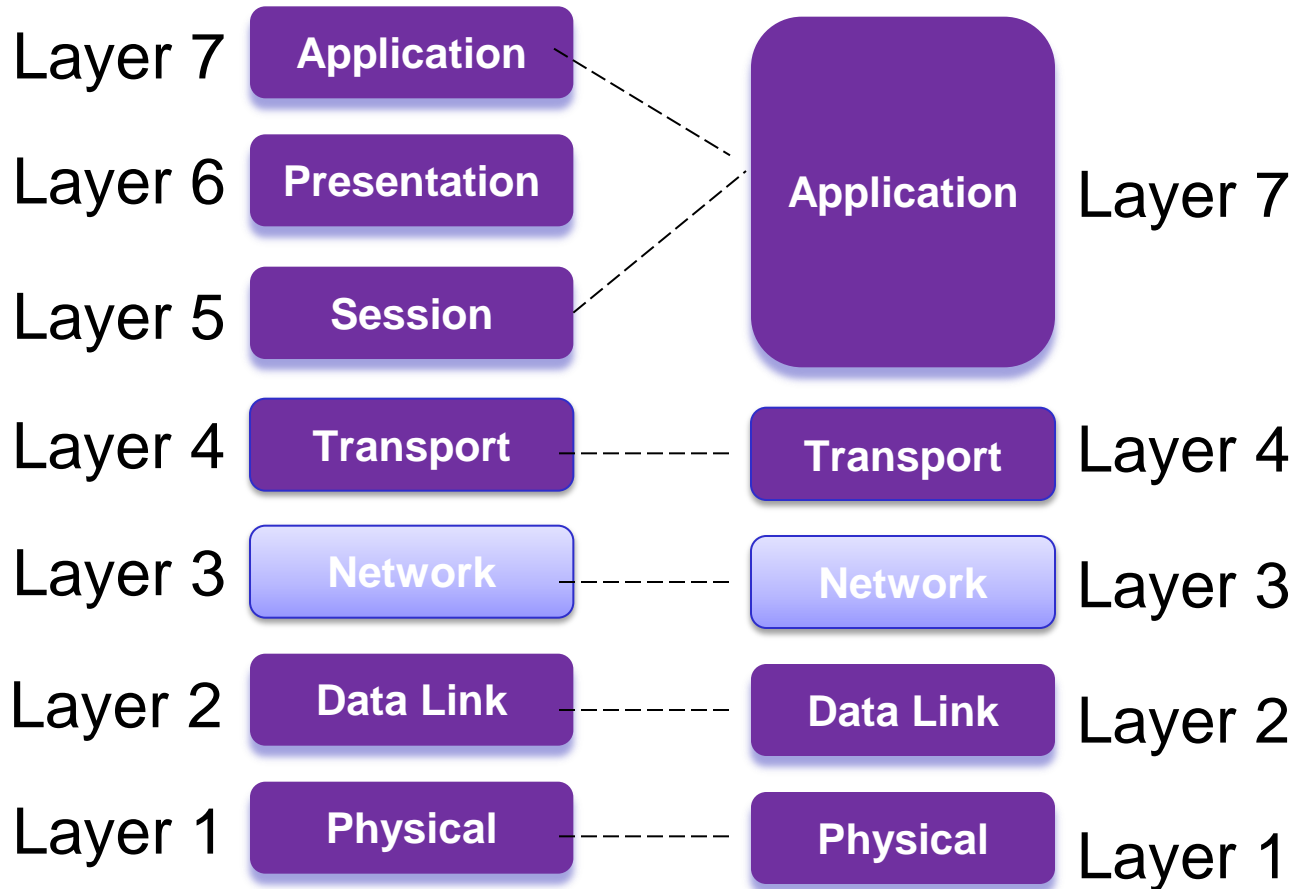 Layer 7
Application
Layer 6
Presentation
Application
Layer 7
Layer 5
Session
Layer 4
Transport
Transport
Layer 4
Layer 3
Network
Network
Layer 3
Layer 2
Data Link
Data Link
Layer 2
Layer 1
Physical
Physical
Layer 1